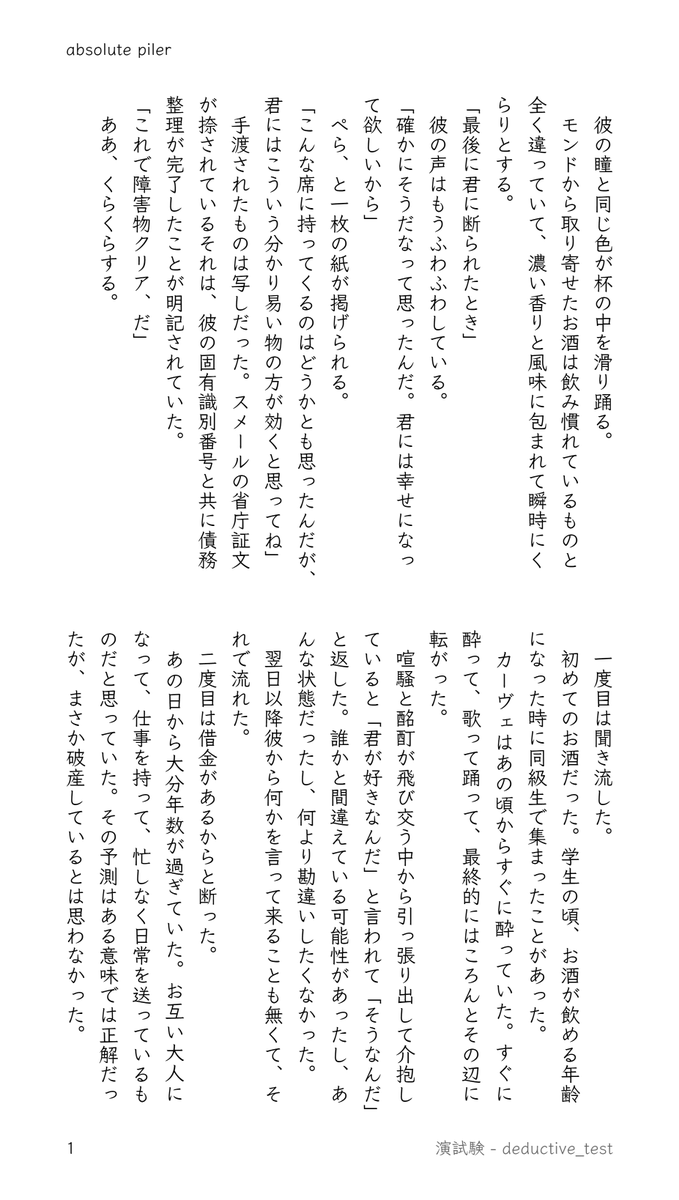 absolute piler
彼の瞳と同じ色が杯の中を滑り踊る。
モンドから取り寄せたお酒は飲み慣れているものと
全く違っていて、濃い香りと風味に包まれて瞬時にく
らりとする。
「最後に君に断られたとき」
彼の声はもうふわふわしている。
「確かにそうだなって思ったんだ。君には幸せになっ
て欲しいから」
ぺら、と一枚の紙が掲げられる。
「こんな席に持ってくるのはどうかとも思ったんだが、
君にはこういう分かり易い物の方が効くと思ってね」
手渡されたものは写しだった。スメールの省庁証文
が捺されているそれは、彼の固有識別番号と共に債務
整理が完了したことが明記されていた。
「これで障害物クリア、だ」
ああ、くらくらする。
一度目は聞き流した。
初めてのお酒だった。学生の頃、お酒が飲める年齢
になった時に同級生で集まったことがあった。
カーヴェはあの頃からすぐに酔っていた。すぐに
酔って、歌って踊って、最終的にはころんとその辺に
転がった。
喧騒と酩酊が飛び交う中から引っ張り出して介抱し
ていると「君が好きなんだ」と言われて「そうなんだ」
と返した。誰かと間違えている可能性があったし、あ
んな状態だったし、何より勘違いしたくなかった。
翌日以降彼から何かを言って来ることも無くて、そ
れで流れた。
二度目は借金があるからと断った。
あの日から大分年数が過ぎていた。お互い大人に
なって、仕事を持って、忙しなく日常を送っているも
のだと思っていた。その予測はある意味では正解だっ
たが、まさか破産しているとは思わなかった。
1
演試験 - deductive_test